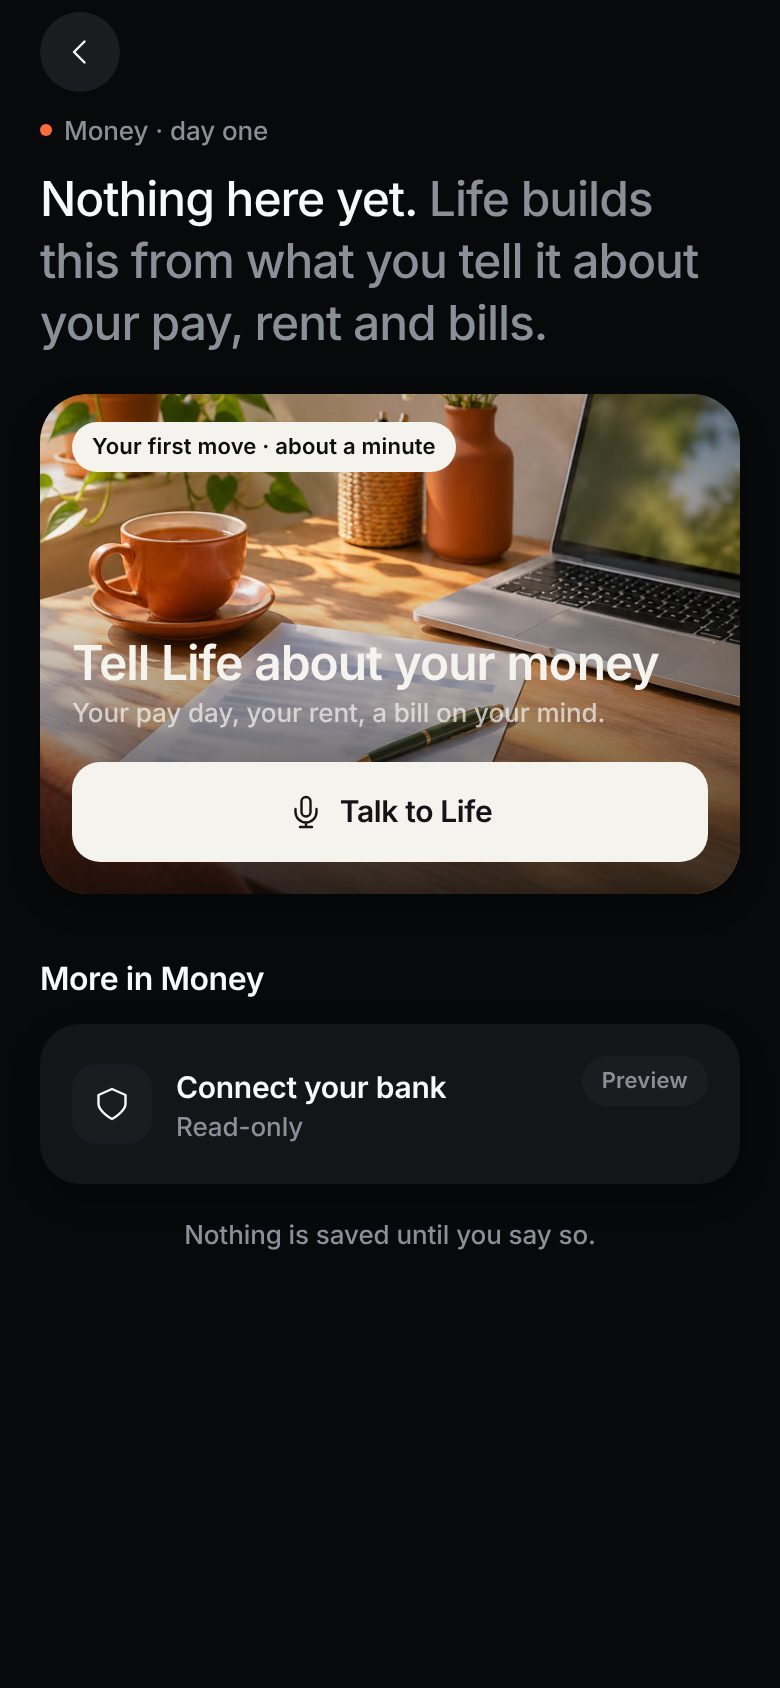 Money · day one
Nothing here yet. Life builds
this from what you tell it about
your pay, rent and bills.
Your first move · about a minute
Tell Life about your money
Your pay day, your rent, a bill on your mind.
Talk to Life
More in Money
Connect your bank
Preview
Read-only
Nothing is saved until you say so.